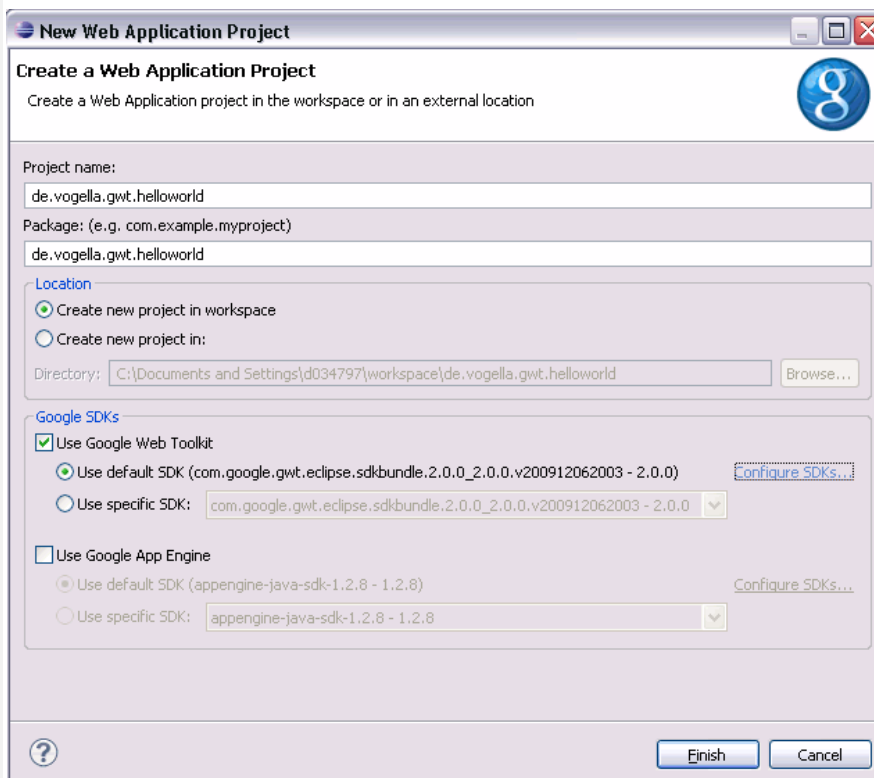 New Web Application Project
Create a Web Application Project
Create a Web Application project in the workspace or in an external location
g
Project name:
de.vogella.gwt.helloworld
Package: (e.g. com.example.myproject)
de.vogella.gwt.helloworld
Location
Create new project in workspace
Create new project in:
Directory: C:\Documents and Settings\d034797\workspace\de.vogella.gwt.helloworld Browse...
Google SDKs
Use Google Web Toolkit
Use default SDK (com.google.gwt.eclipse.sdkbundle.2.0.0_2.0.0.v200912062003 - 2.0.0) Configure SDKs...
Use specific SDK: com.google.gwt.eclipse.sdkbundle.2.0.0_2.0.0.v200912062003 - 2.0.0
Use Google App Engine
Use default SDK (appengine-java-sdk-1.2.8 - 1.2.8) Configure SDKs...
Use specific SDK: appengine-java-sdk-1.2.8 - 1.2.8
? Finish Cancel